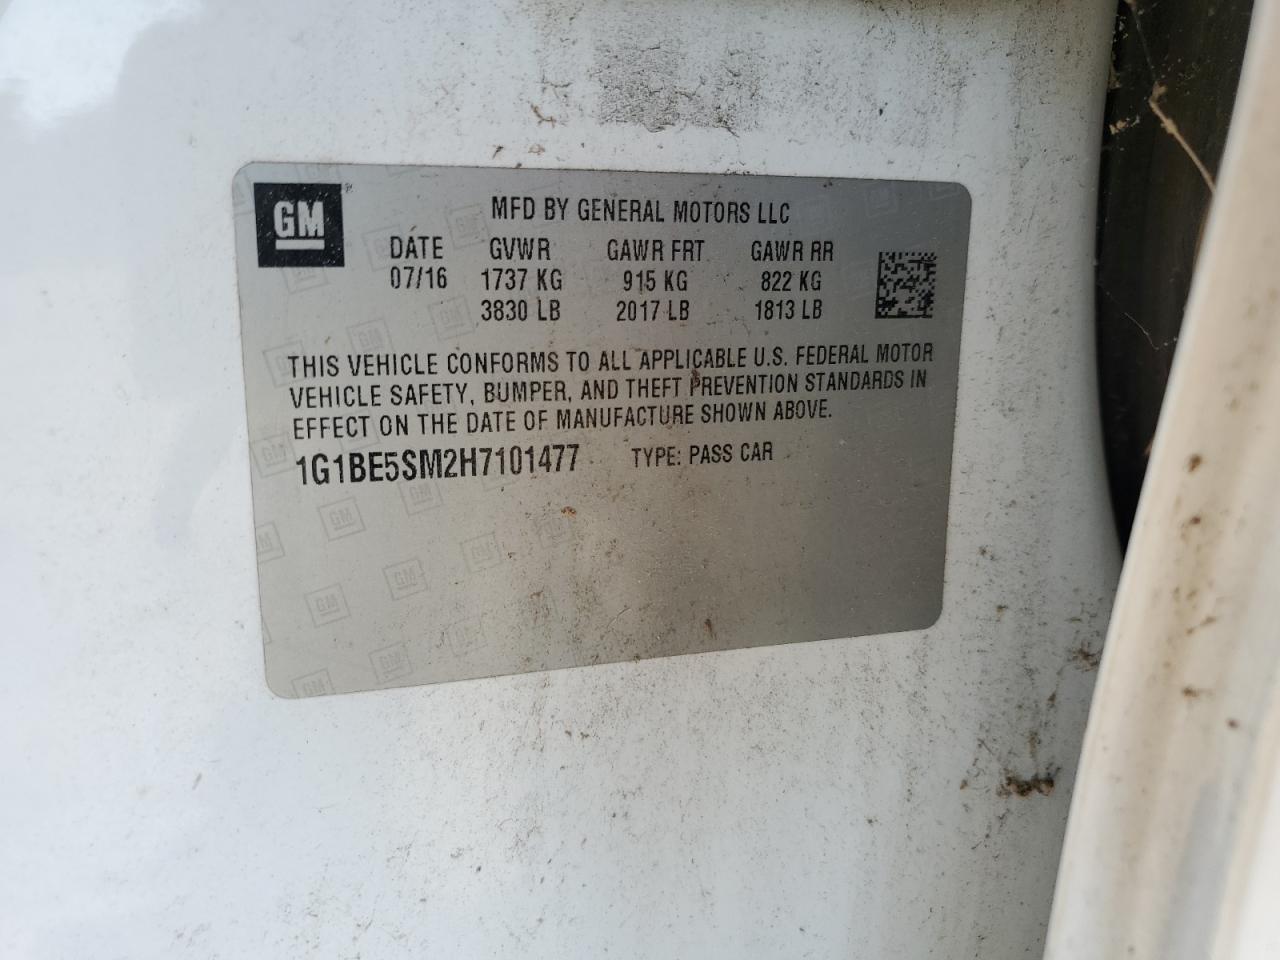 GM
MFD BY GENERAL MOTORS LLC
DATE GVWR GAWR FRT GAWR RR
07/16 1737 KG 915 KG 822 KG
3830 LB 2017 LB 1813 LB
THIS VEHICLE CONFORMS TO ALL APPLICABLE U.S. FEDERAL MOTOR
VEHICLE SAFETY, BUMPER, AND THEFT PREVENTION STANDARDS IN
EFFECT ON THE DATE OF MANUFACTURE SHOWN ABOVE.
1G1BE5SM2H7101477 TYPE: PASS CAR